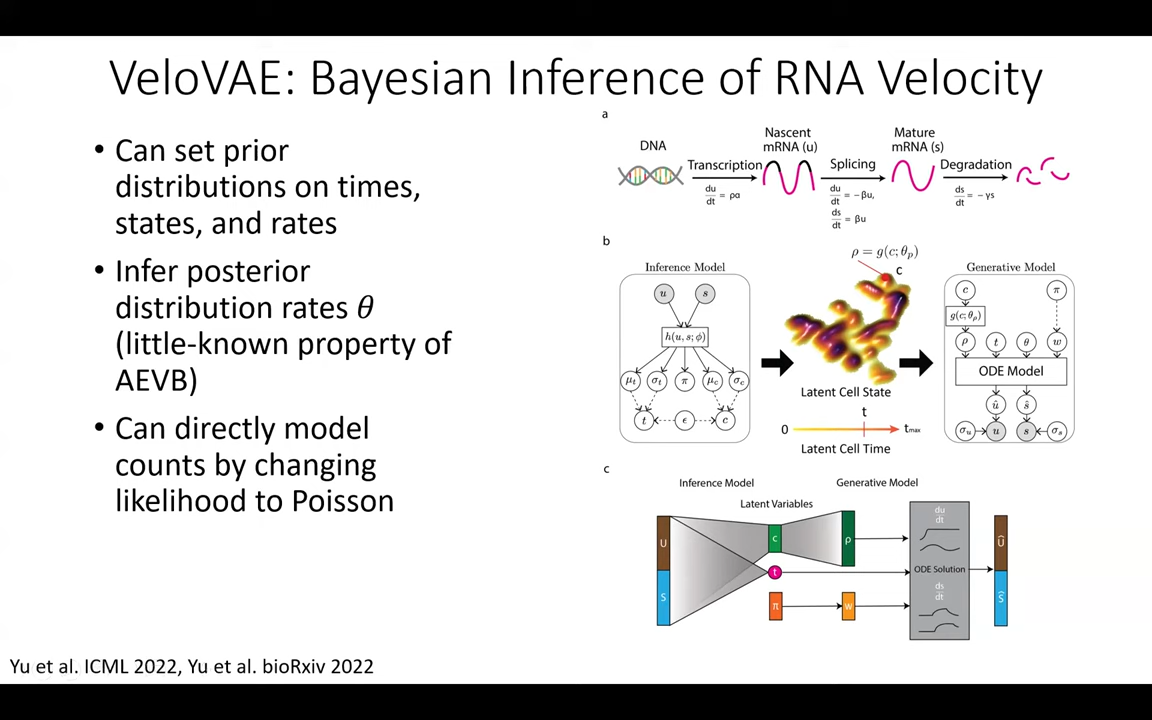 VeloVAE: Bayesian Inference of RNA Velocity
• Can set prior
distributions on times,
states, and rates
• Infer posterior
distribution rates θ
(little-known property of
AEVB)
• Can directly model
counts by changing
likelihood to Poisson
Yu et al. ICML 2022, Yu et al. bioRxiv 2022
a
DNA
Transcription
du/dt = ρα
Nascent
mRNA (u)
Splicing
du/dt = −βu,
ds/dt = βu
Mature
mRNA (s)
Degradation
ds/dt = −γs
b
Inference Model
u s
h(u, s; φ)
μt σt π μc σc
t ε c
ρ = g(c; θρ)
c
Latent Cell State
t
0 tmax
Latent Cell Time
Generative Model
c π
g(c; θρ)
ρ t θ w
ODE Model
û ŝ
σu u s σs
c
Inference Model
Generative Model
Latent Variables
U
S
c
t
π
ρ
w
du/dt
ODE Solution
ds/dt
Û
Ŝ